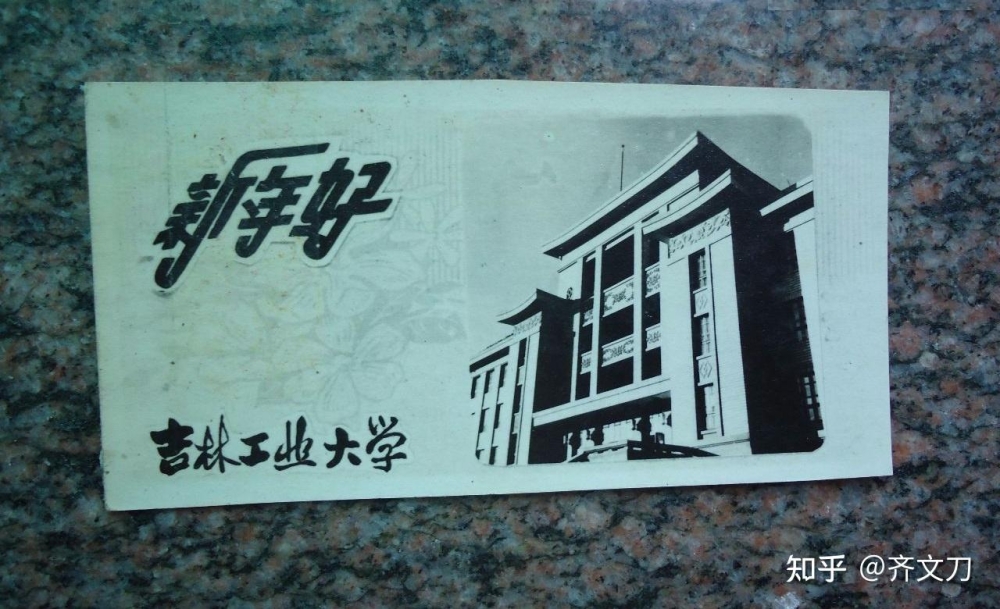 新年好
吉林工业大学
知乎 @齐文刀